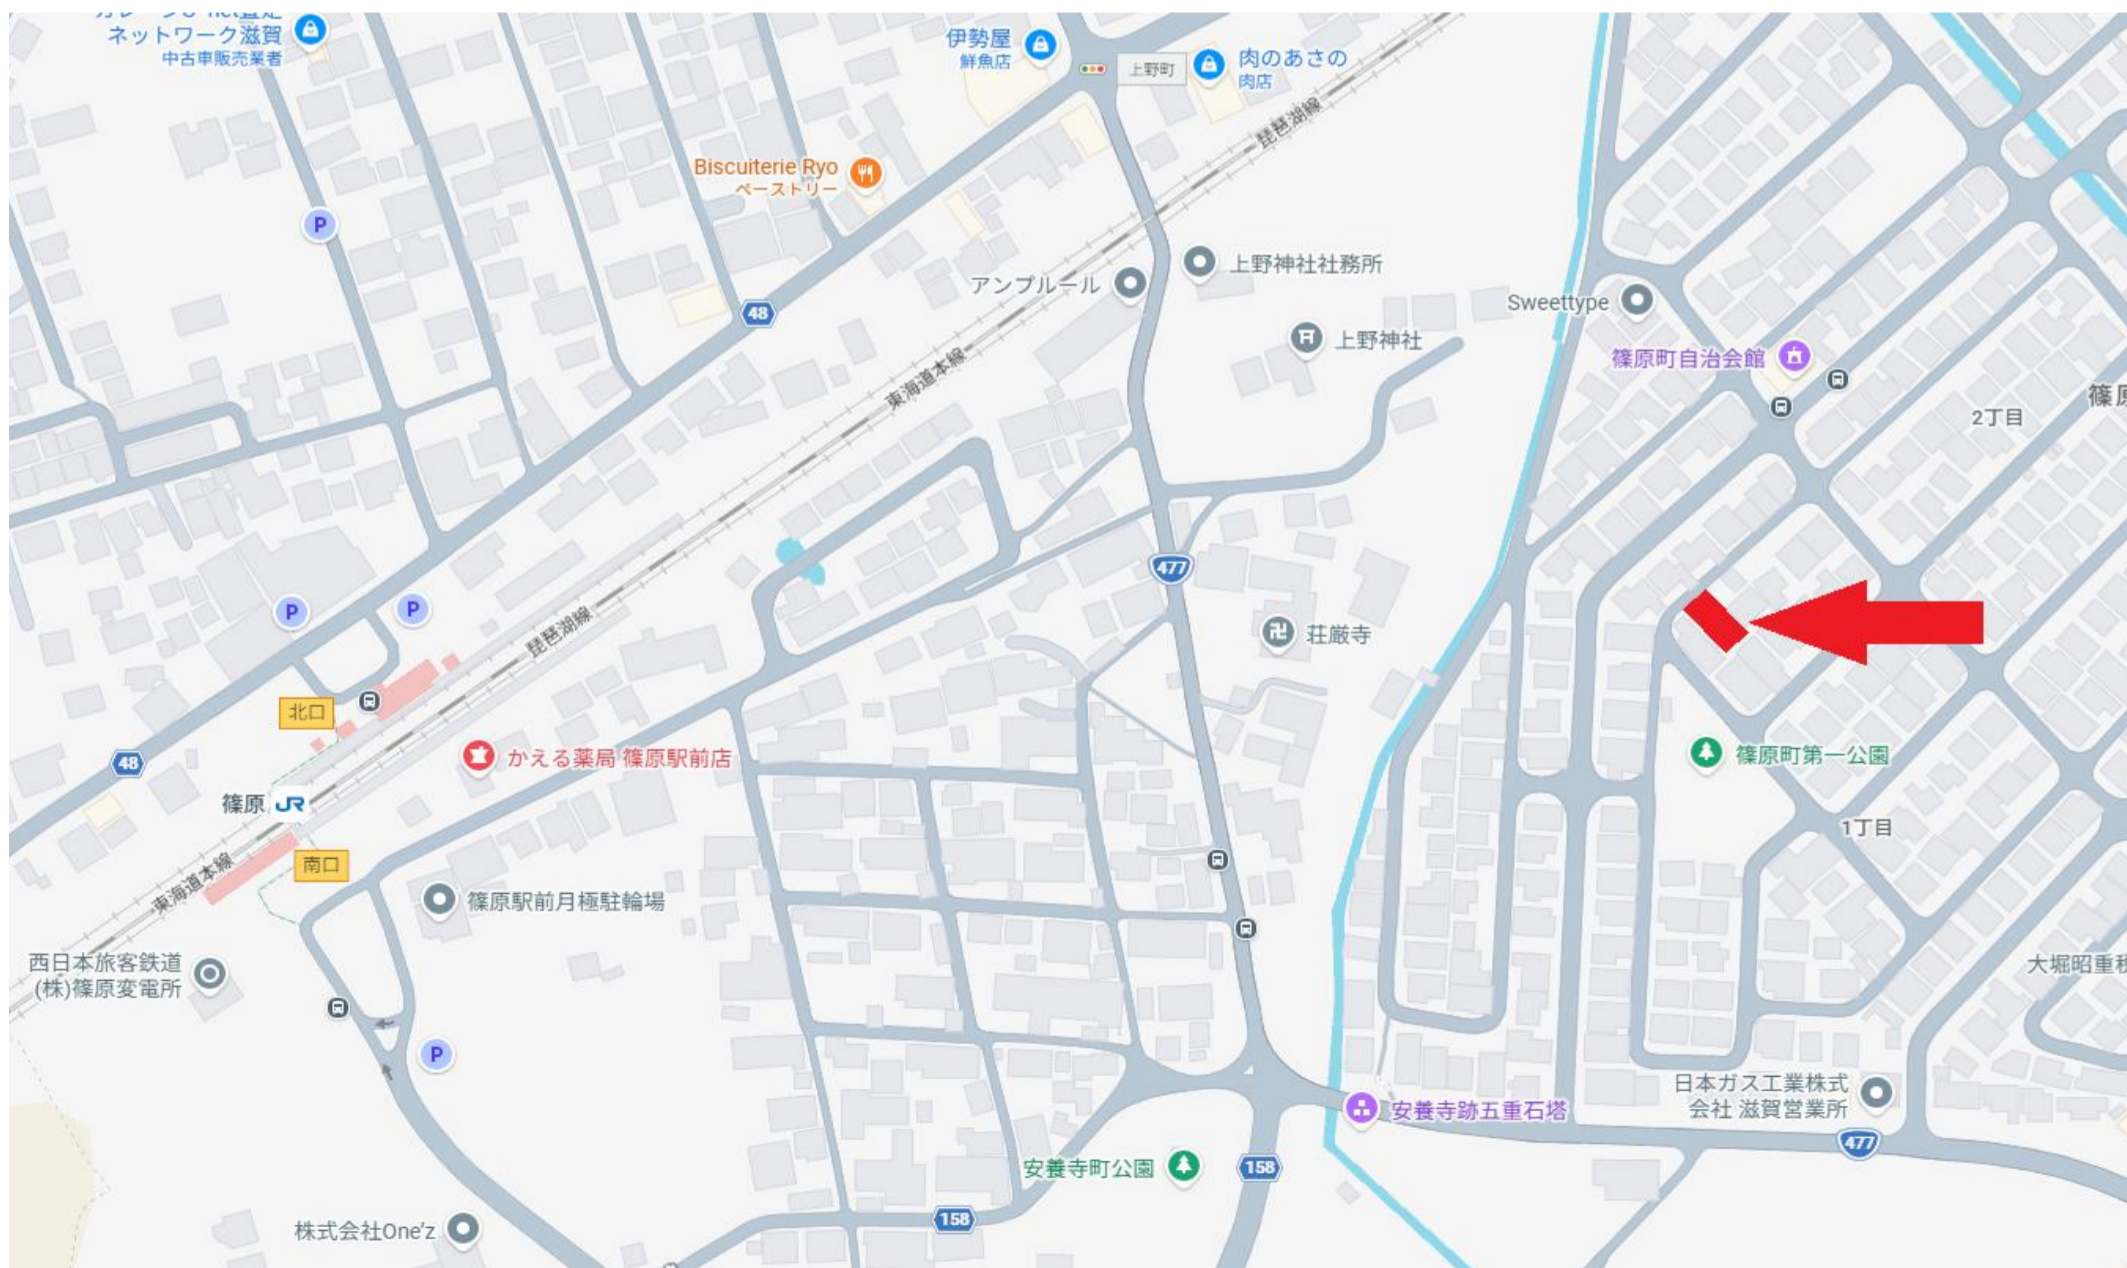 ネットワーク滋賀
中古車販売業者
伊勢屋
鮮魚店
上野町
肉のあさの
肉店
琵琶湖線
Biscuiterie Ryo
ペーストリー
P
上野神社社務所
アンプルール
Sweettype
48
上野神社
篠原町自治会館
東海道本線
2丁目
477
P
P
琵琶湖線
荘厳寺
北口
かえる薬局 篠原駅前店
篠原町第一公園
48
篠原 JR
1丁目
南口
東海道本線
篠原駅前月極駐輪場
西日本旅客鉄道
(株)篠原変電所
大堀昭重税
P
日本ガス工業株式
会社 滋賀営業所
安養寺跡五重石塔
477
安養寺町公園
158
158
株式会社One'z